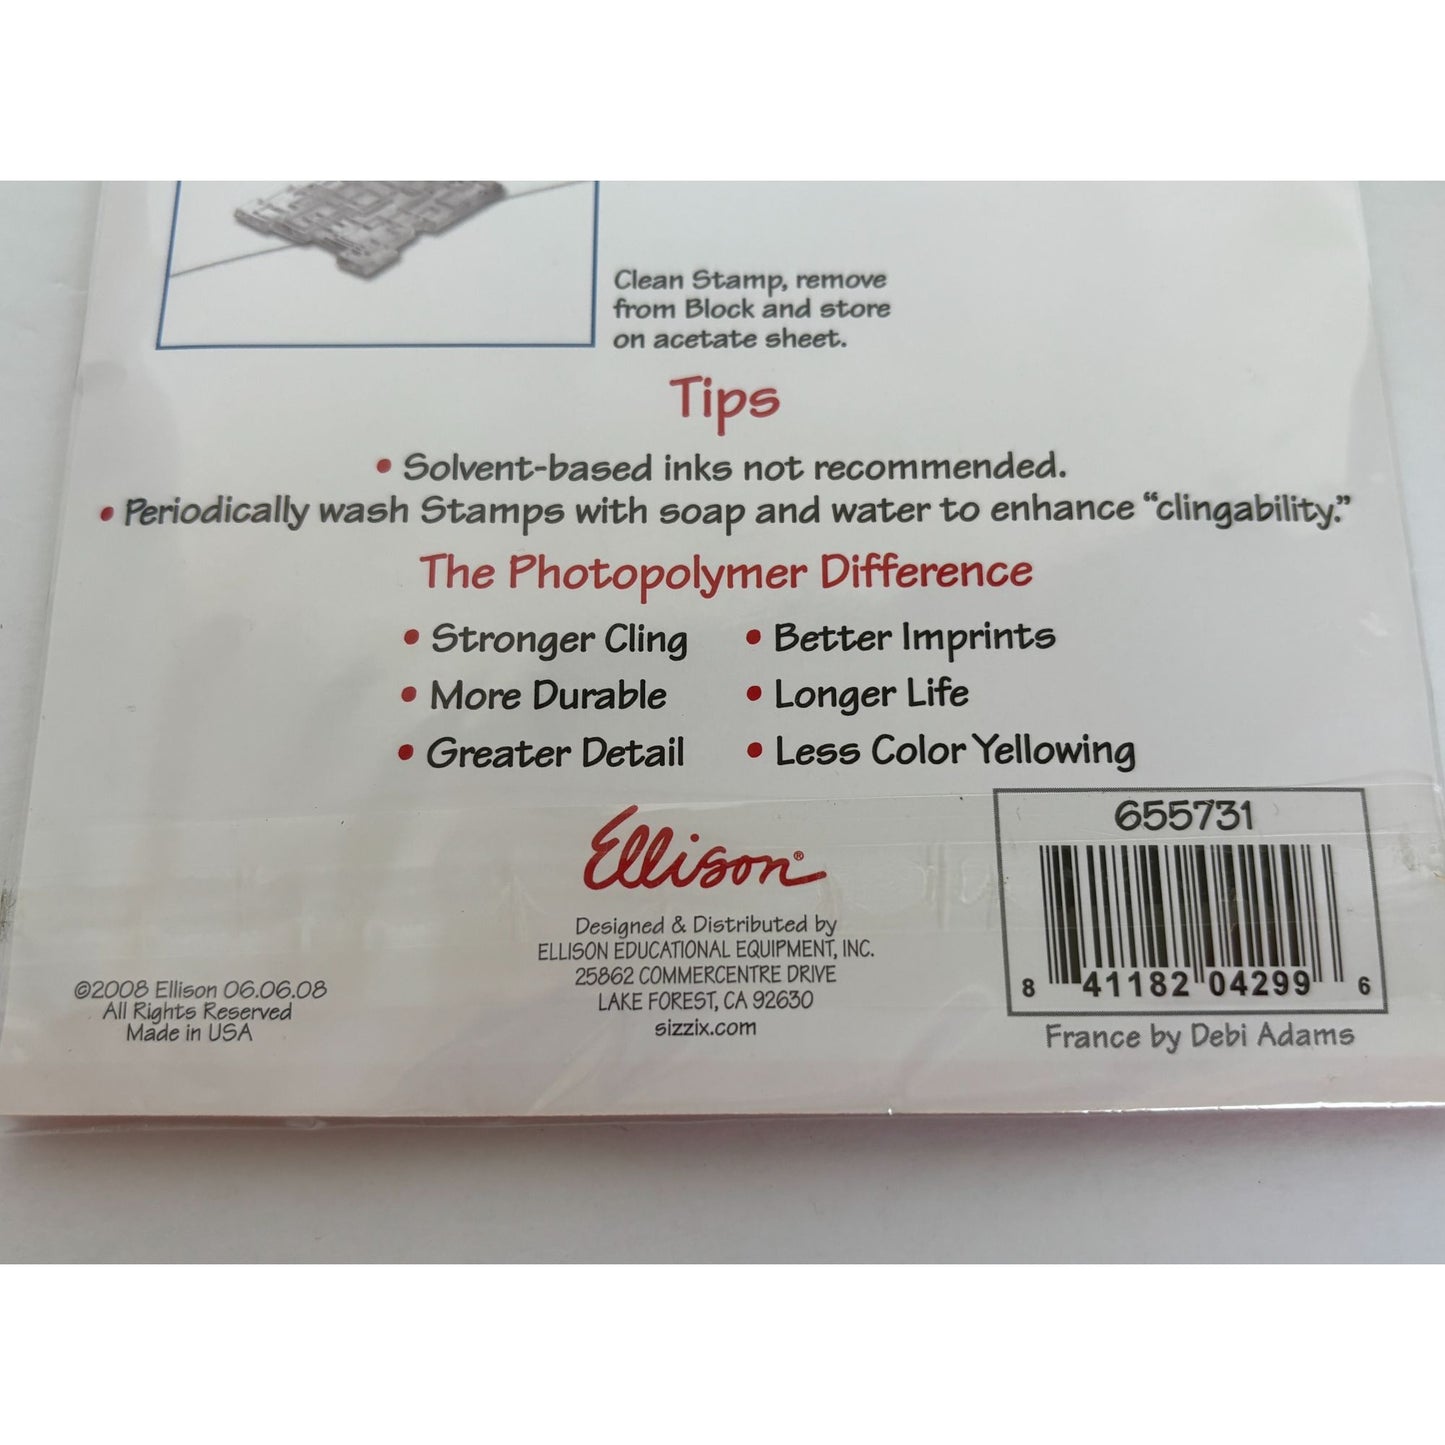 Clean Stamp, remove
from Block and store
on acetate sheet.
Tips
• Solvent-based inks not recommended.
• Periodically wash Stamps with soap and water to enhance “clingability.”
The Photopolymer Difference
• Stronger Cling
• More Durable
• Greater Detail
• Better Imprints
• Longer Life
• Less Color Yellowing
Ellison®
Designed & Distributed by
ELLISON EDUCATIONAL EQUIPMENT, INC.
25862 COMMERCENTRE DRIVE
LAKE FOREST, CA 92630
sizzix.com
©2008 Ellison 06.06.08
All Rights Reserved
Made in USA
655731
8 41182 04299 6
France by Debi Adams